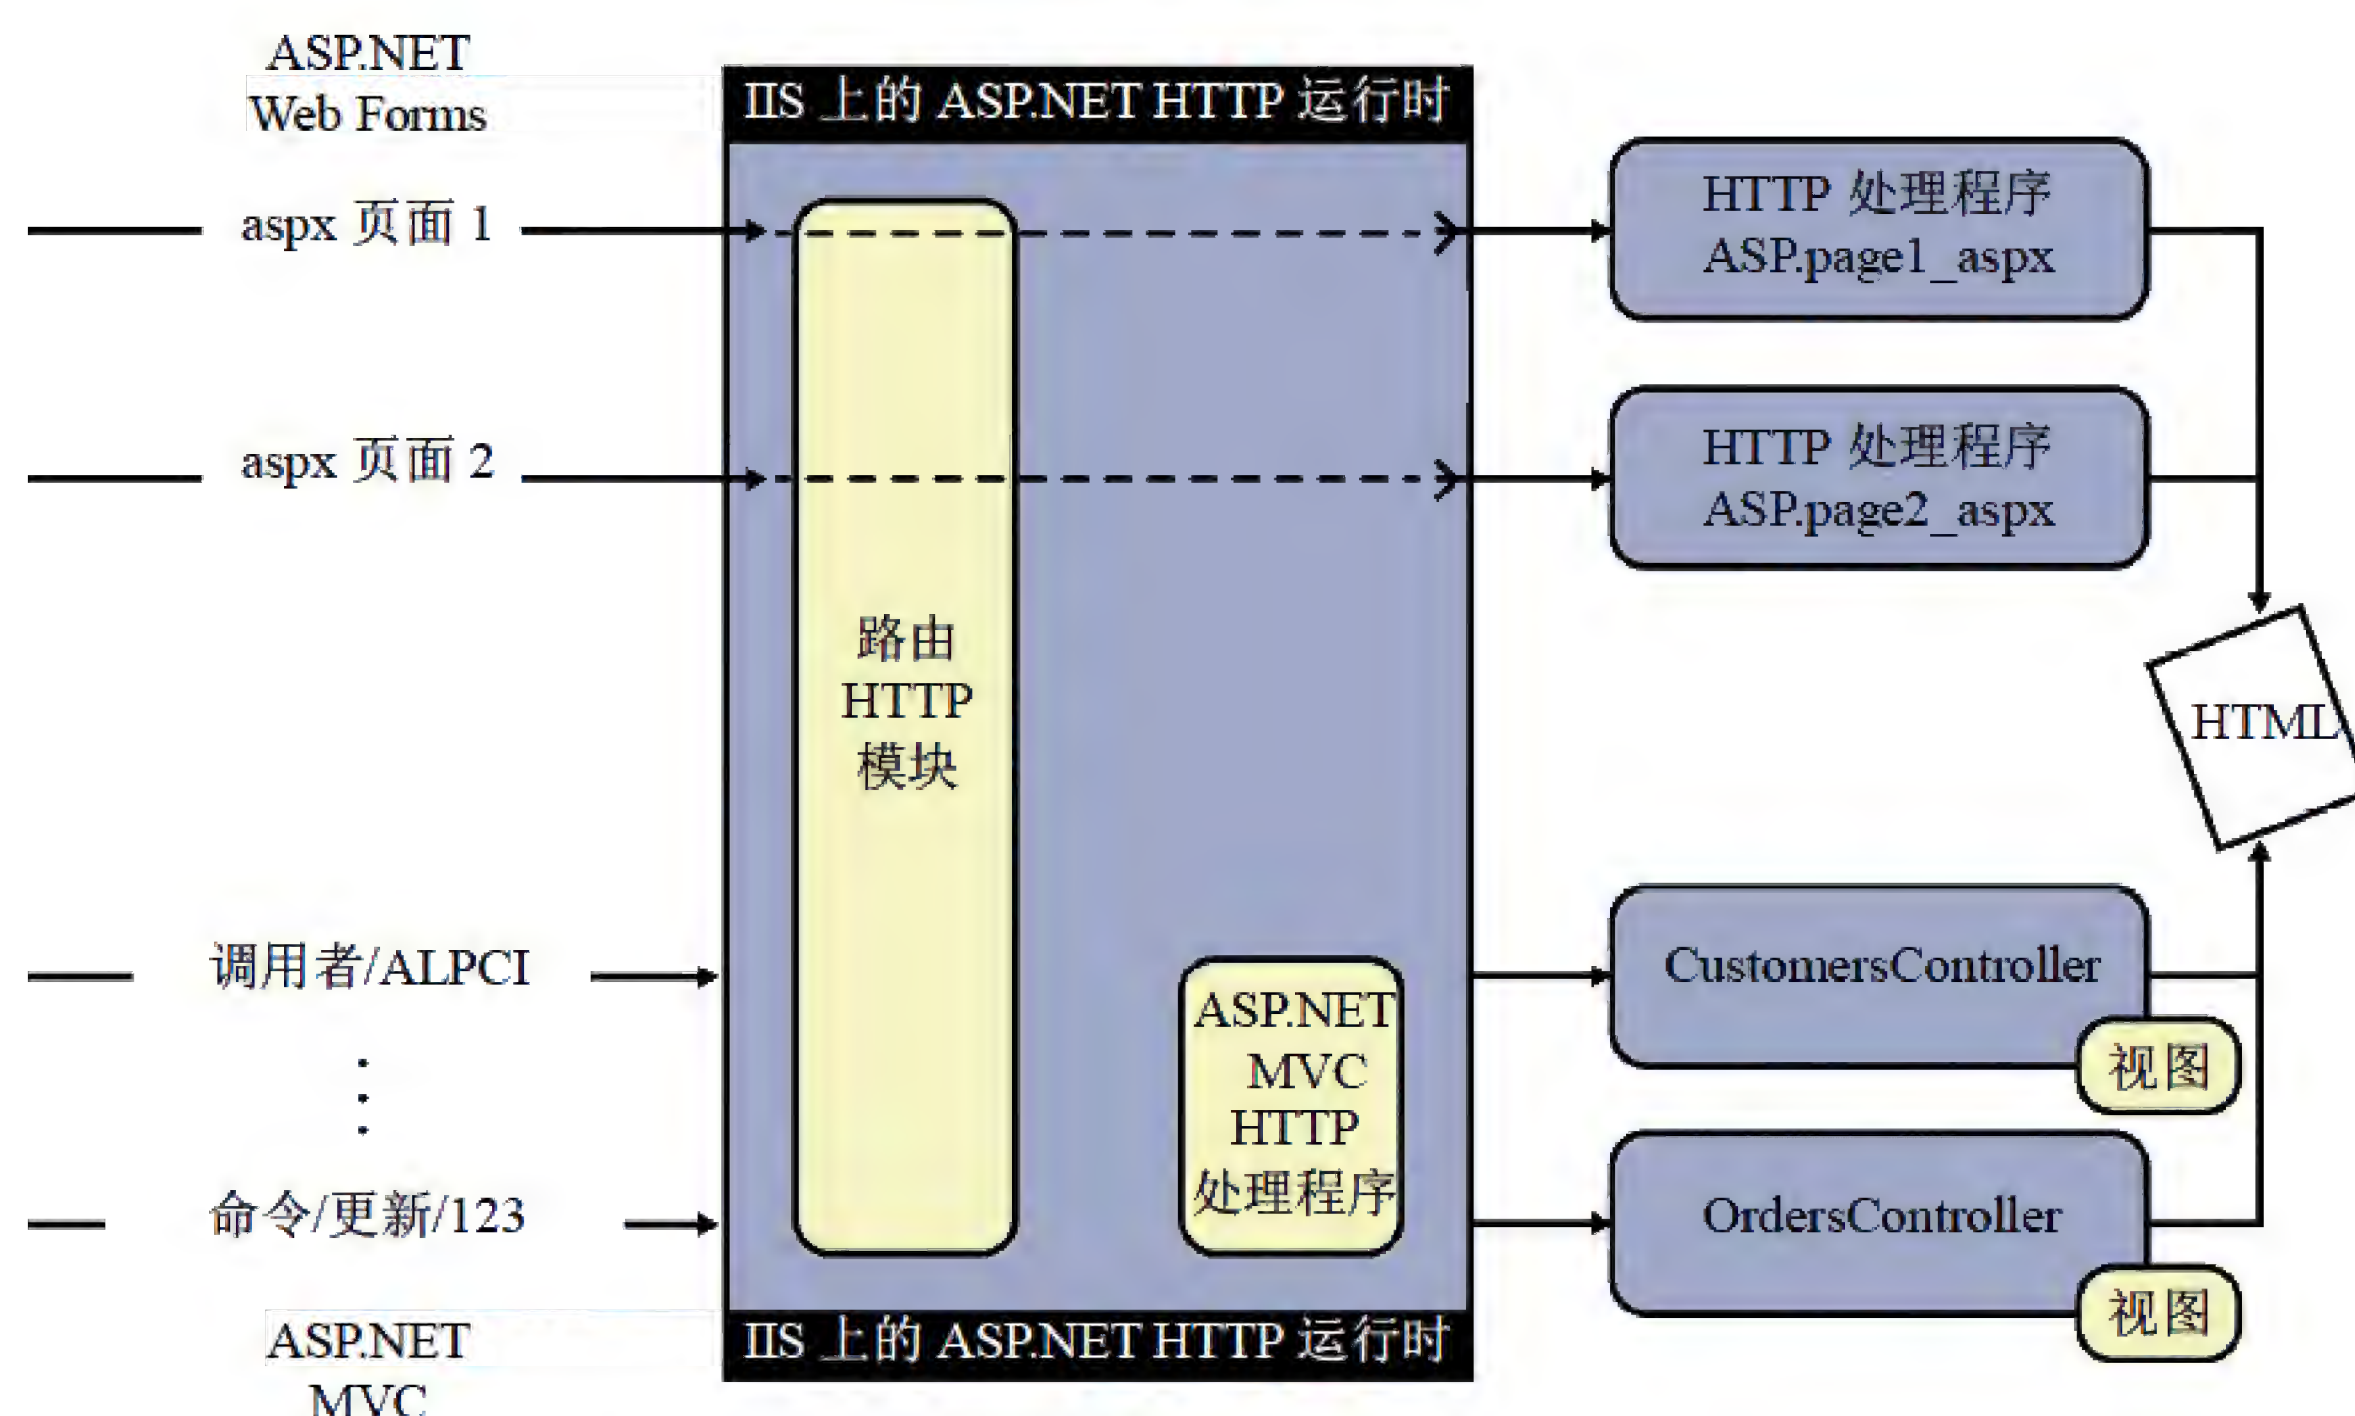 ASP.NET
Web Forms
IIS 上的 ASP.NET HTTP 运行时
aspx 页面 1
HTTP 处理程序
ASP.page1_aspx
aspx 页面 2
HTTP 处理程序
ASP.page2_aspx
路由
HTTP
模块
HTML
调用者/ALPCI
ASP.NET
MVC
HTTP
处理程序
CustomersController
视图
命令/更新/123
OrdersController
视图
ASP.NET
MVC
IIS 上的 ASP.NET HTTP 运行时